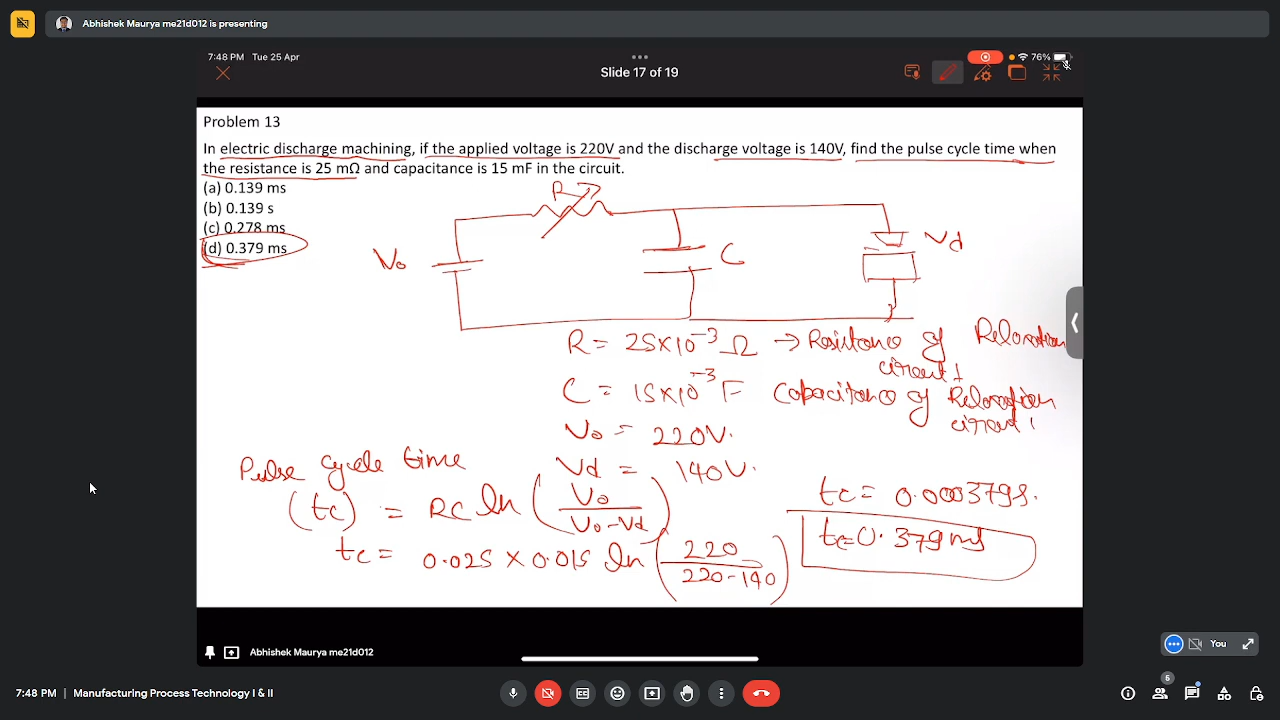 Abhishek Maurya me21d012 is presenting
7:48 PM Tue 25 Apr
76%
Slide 17 of 19
Problem 13
In electric discharge machining, if the applied voltage is 220V and the discharge voltage is 140V, find the pulse cycle time when
the resistance is 25 mΩ and capacitance is 15 mF in the circuit.
(a) 0.139 ms
(b) 0.139 s
(c) 0.278 ms
(d) 0.379 ms
R
V₀
C
Vd
R = 25×10⁻³ Ω → Resistance of Relaxation
circuit
C = 15×10⁻³ F Capacitance of Relaxation
circuit
V₀ = 220V.
Vd = 140V.
Pulse cycle time
(tc) = RC ln (V₀ / V₀-Vd)
tc = 0.025 × 0.015 ln (220 / 220-140)
tc = 0.000379s.
tc=0.379ms
Abhishek Maurya me21d012
You
7:48 PM | Manufacturing Process Technology I & II
6